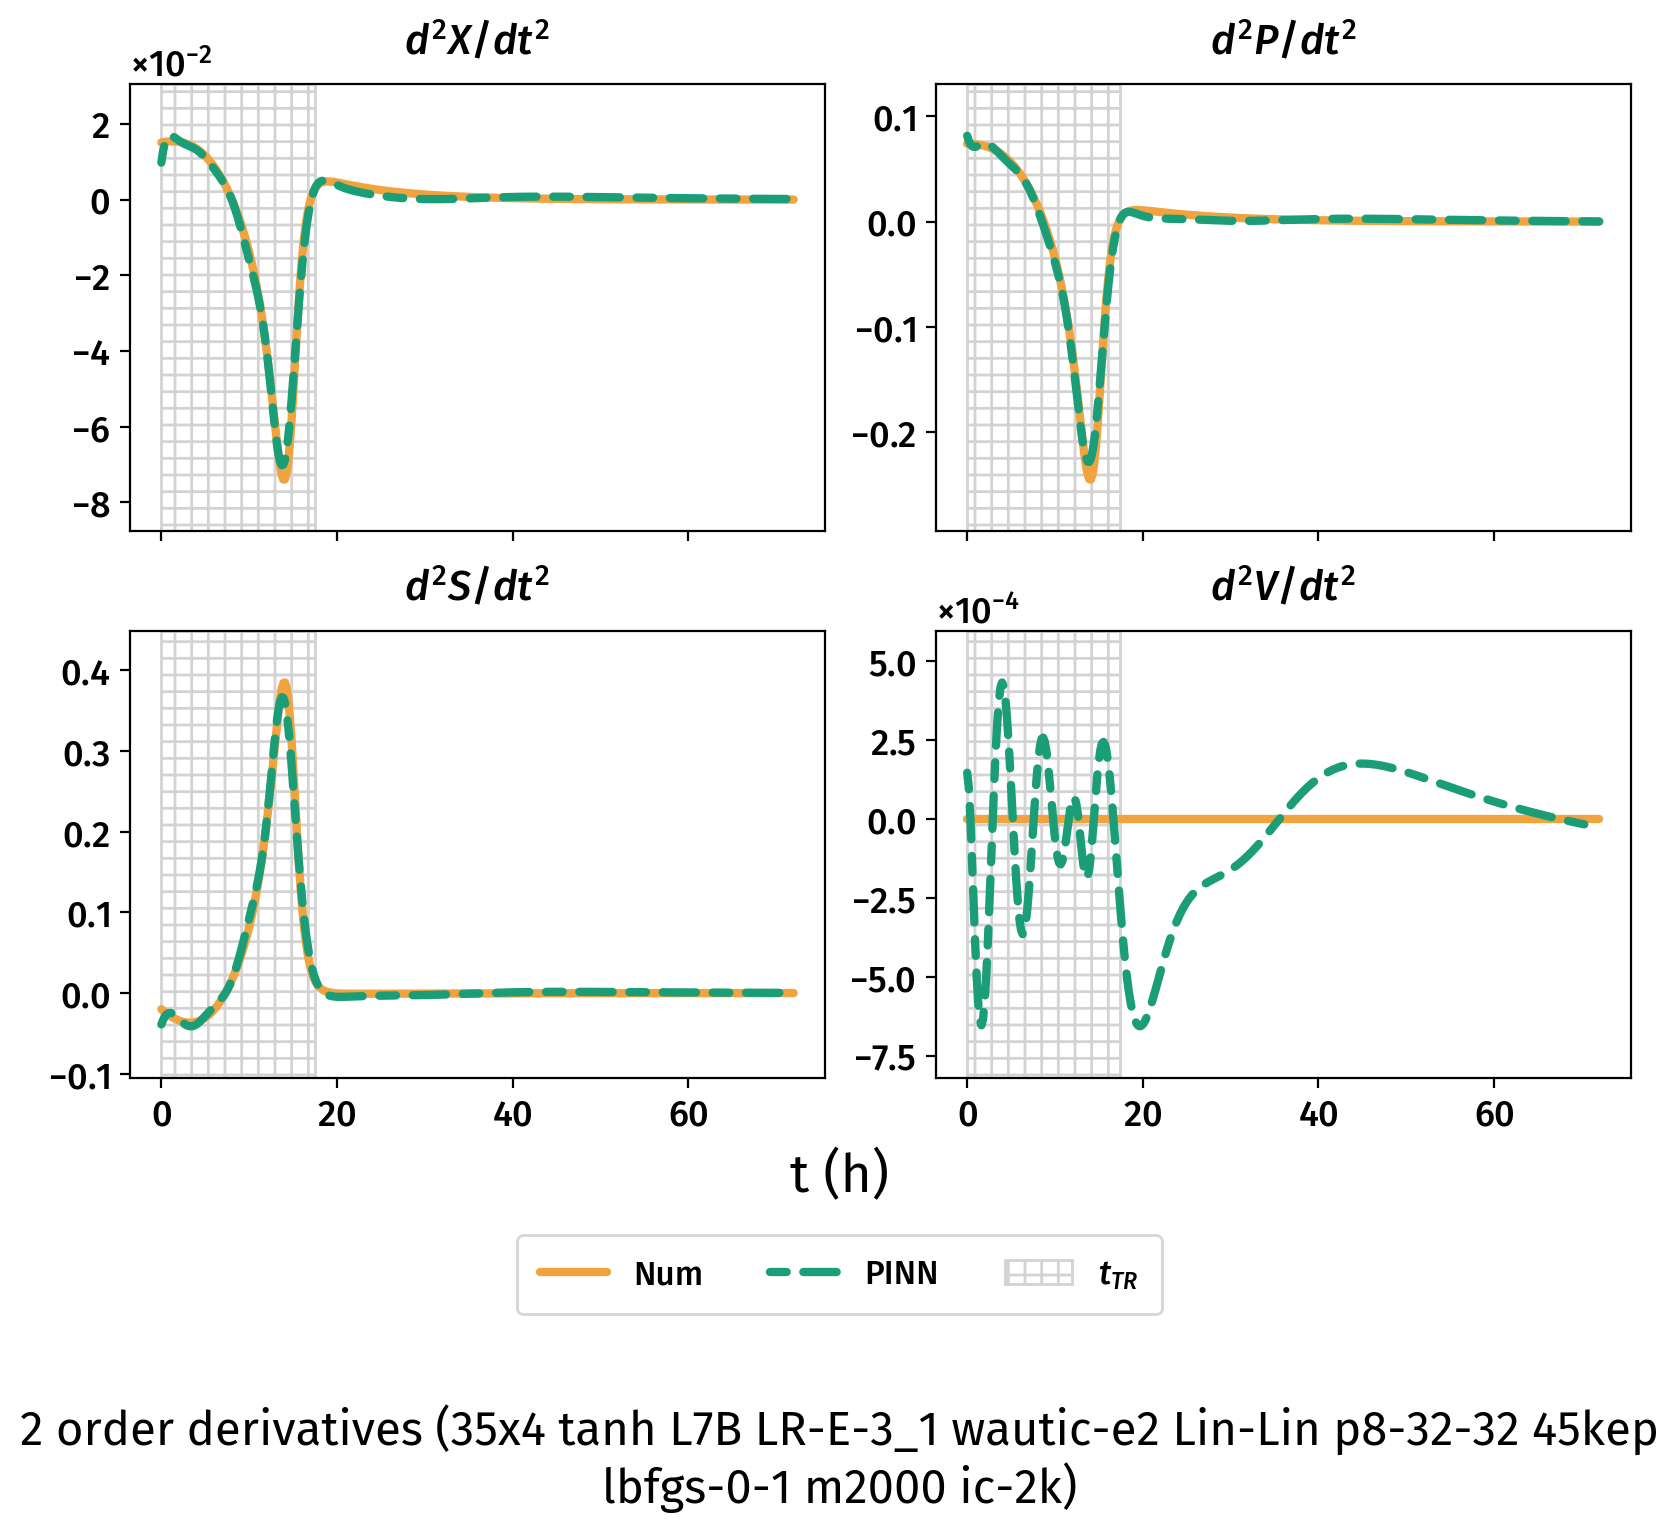 d²X/dt²
×10⁻²
2
0
−2
−4
−6
−8
d²P/dt²
0.1
0.0
−0.1
−0.2
d²S/dt²
0.4
0.3
0.2
0.1
0.0
−0.1
0 20 40 60
d²V/dt²
×10⁻⁴
5.0
2.5
0.0
−2.5
−5.0
−7.5
0 20 40 60
t (h)
Num PINN t_TR
2 order derivatives (35x4 tanh L7B LR-E-3_1 wautic-e2 Lin-Lin p8-32-32 45kep
lbfgs-0-1 m2000 ic-2k)